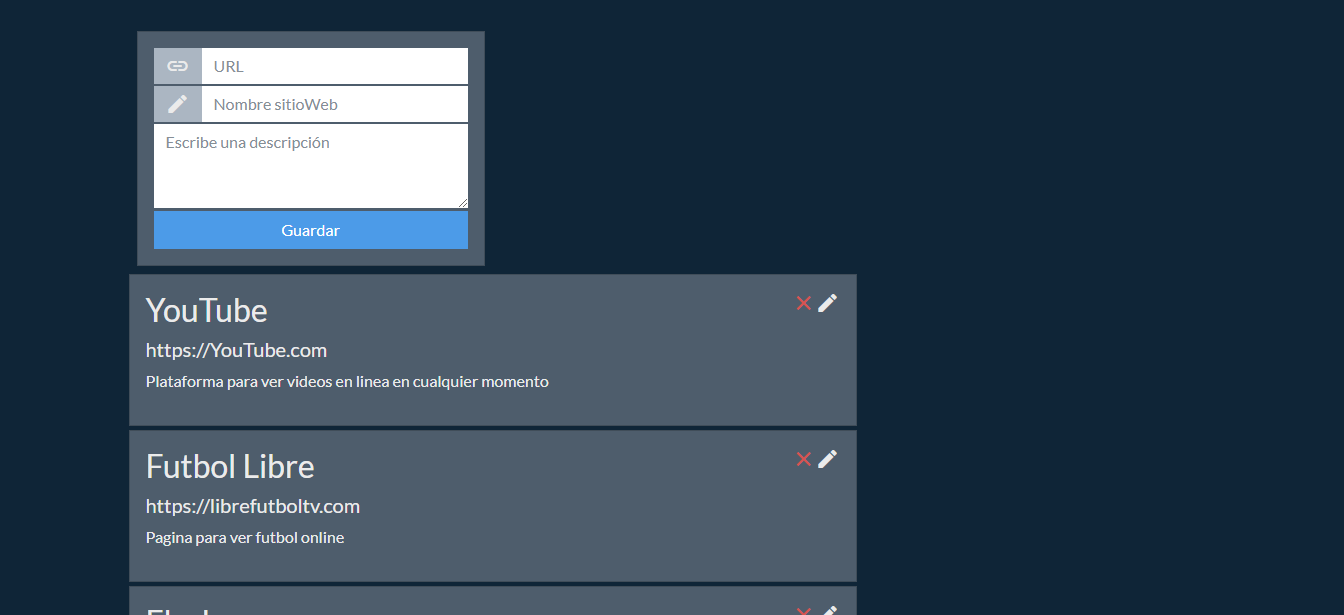 URL
Nombre sitioWeb
Escribe una descripción
Guardar
YouTube
https://YouTube.com
Plataforma para ver videos en linea en cualquier momento
Futbol Libre
https://librefutboltv.com
Pagina para ver futbol online